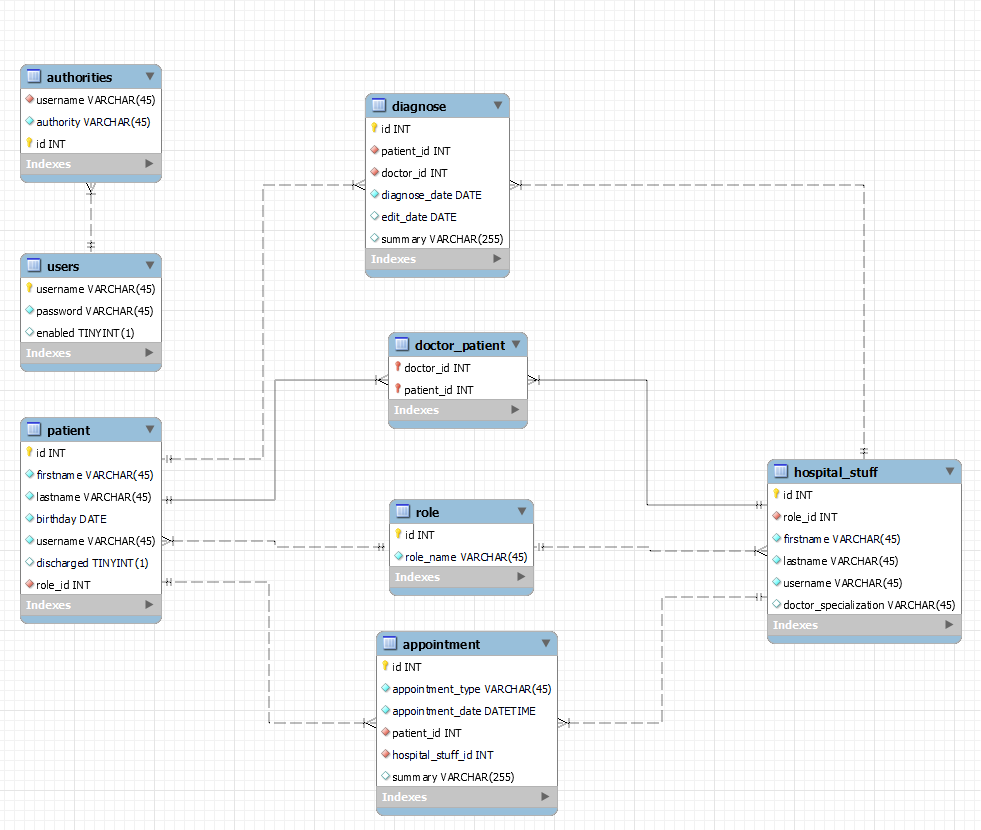 authorities
username VARCHAR(45)
authority VARCHAR(45)
id INT
Indexes
users
username VARCHAR(45)
password VARCHAR(45)
enabled TINYINT(1)
Indexes
patient
id INT
firstname VARCHAR(45)
lastname VARCHAR(45)
birthday DATE
username VARCHAR(45)
discharged TINYINT(1)
role_id INT
Indexes
diagnose
id INT
patient_id INT
doctor_id INT
diagnose_date DATE
edit_date DATE
summary VARCHAR(255)
Indexes
doctor_patient
doctor_id INT
patient_id INT
Indexes
role
id INT
role_name VARCHAR(45)
Indexes
appointment
id INT
appointment_type VARCHAR(45)
appointment_date DATETIME
patient_id INT
hospital_stuff_id INT
summary VARCHAR(255)
Indexes
hospital_stuff
id INT
role_id INT
firstname VARCHAR(45)
lastname VARCHAR(45)
username VARCHAR(45)
doctor_specialization VARCHAR(45)
Indexes